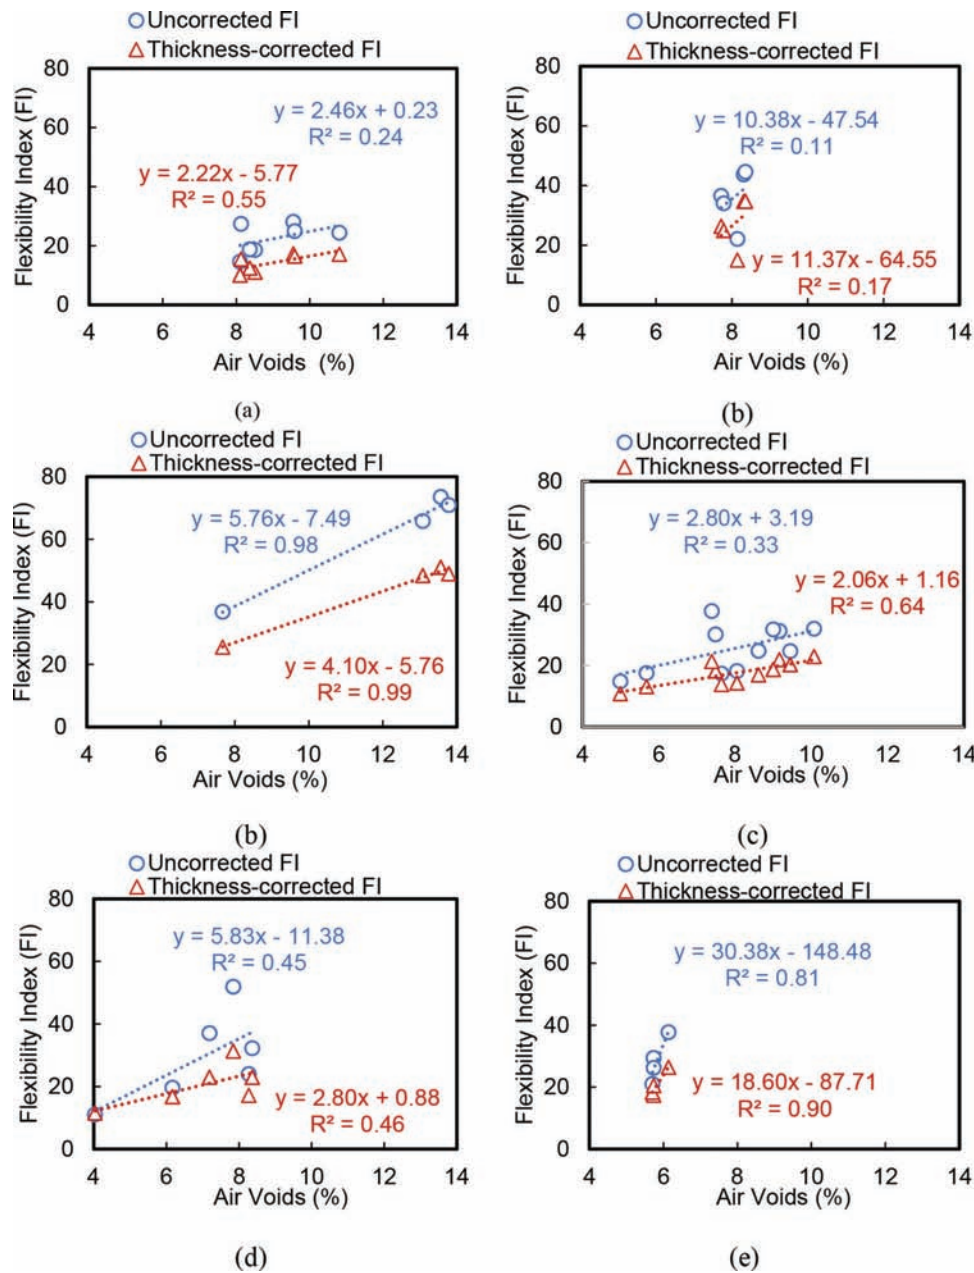 Uncorrected FI
Thickness-corrected FI
Flexibility Index (FI)
80
60
40
20
0
y = 2.46x + 0.23
R² = 0.24
y = 2.22x - 5.77
R² = 0.55
4 6 8 10 12 14
Air Voids (%)
(a)
Uncorrected FI
Thickness-corrected FI
Flexibility Index (FI)
80
60
40
20
0
y = 10.38x - 47.54
R² = 0.11
y = 11.37x - 64.55
R² = 0.17
4 6 8 10 12 14
Air Voids (%)
(b)
Uncorrected FI
Thickness-corrected FI
Flexibility Index (FI)
80
60
40
20
0
y = 5.76x - 7.49
R² = 0.98
y = 4.10x - 5.76
R² = 0.99
4 6 8 10 12 14
Air Voids (%)
(b)
Uncorrected FI
Thickness-corrected FI
Flexibility Index (FI)
80
60
40
20
0
y = 2.80x + 3.19
R² = 0.33
y = 2.06x + 1.16
R² = 0.64
4 6 8 10 12 14
Air Voids (%)
(c)
Uncorrected FI
Thickness-corrected FI
Flexibility Index (FI)
80
60
40
20
0
y = 5.83x - 11.38
R² = 0.45
y = 2.80x + 0.88
R² = 0.46
4 6 8 10 12 14
Air Voids (%)
(d)
Uncorrected FI
Thickness-corrected FI
Flexibility Index (FI)
80
60
40
20
0
y = 30.38x - 148.48
R² = 0.81
y = 18.60x - 87.71
R² = 0.90
4 6 8 10 12 14
Air Voids (%)
(e)